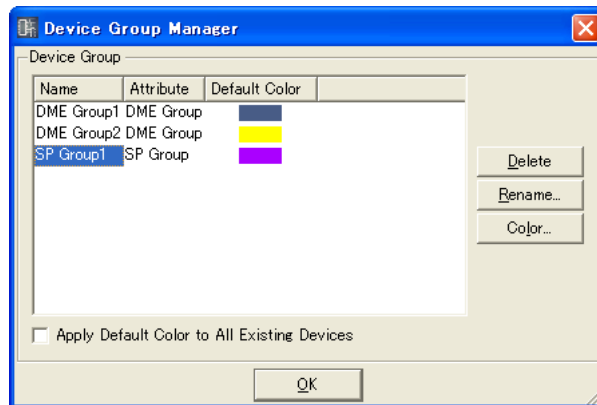 Device Group Manager
Device Group
Name Attribute Default Color
DME Group1 DME Group
DME Group2 DME Group
SP Group1 SP Group
Delete
Rename...
Color...
Apply Default Color to All Existing Devices
OK